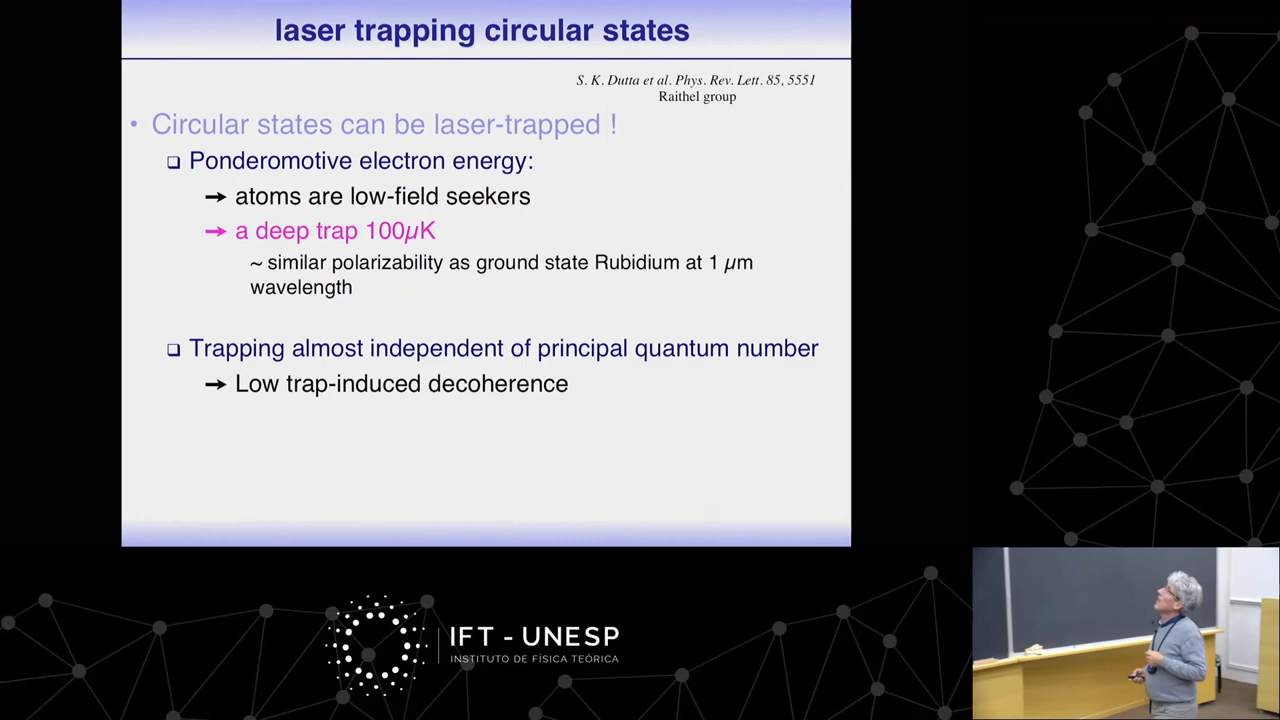 laser trapping circular states
S. K. Dutta et al. Phys. Rev. Lett. 85, 5551
Raithel group
• Circular states can be laser-trapped !
❑ Ponderomotive electron energy:
→ atoms are low-field seekers
→ a deep trap 100µK
~ similar polarizability as ground state Rubidium at 1 µm
wavelength
❑ Trapping almost independent of principal quantum number
→ Low trap-induced decoherence
IFT - UNESP
INSTITUTO DE FÍSICA TEÓRICA